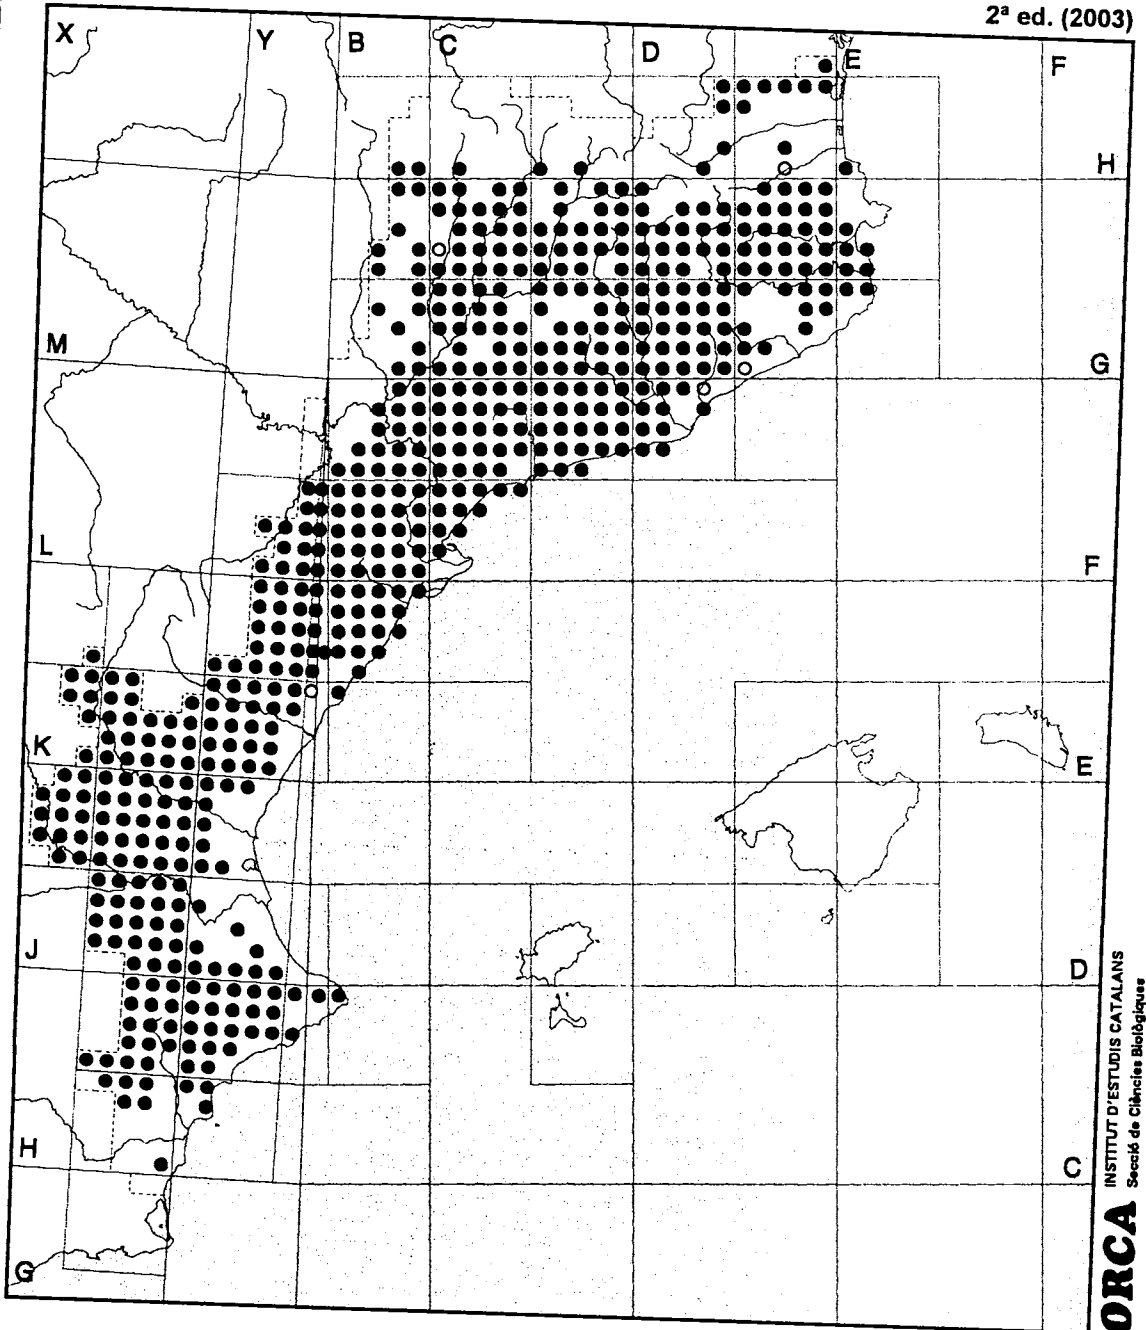 2ª ed. (2003)
X
Y
B
C
D
E
F
H
M
G
L
F
K
E
J
D
H
C
G
INSTITUT D'ESTUDIS CATALANS
Secció de Ciències Biològiques
ORCA